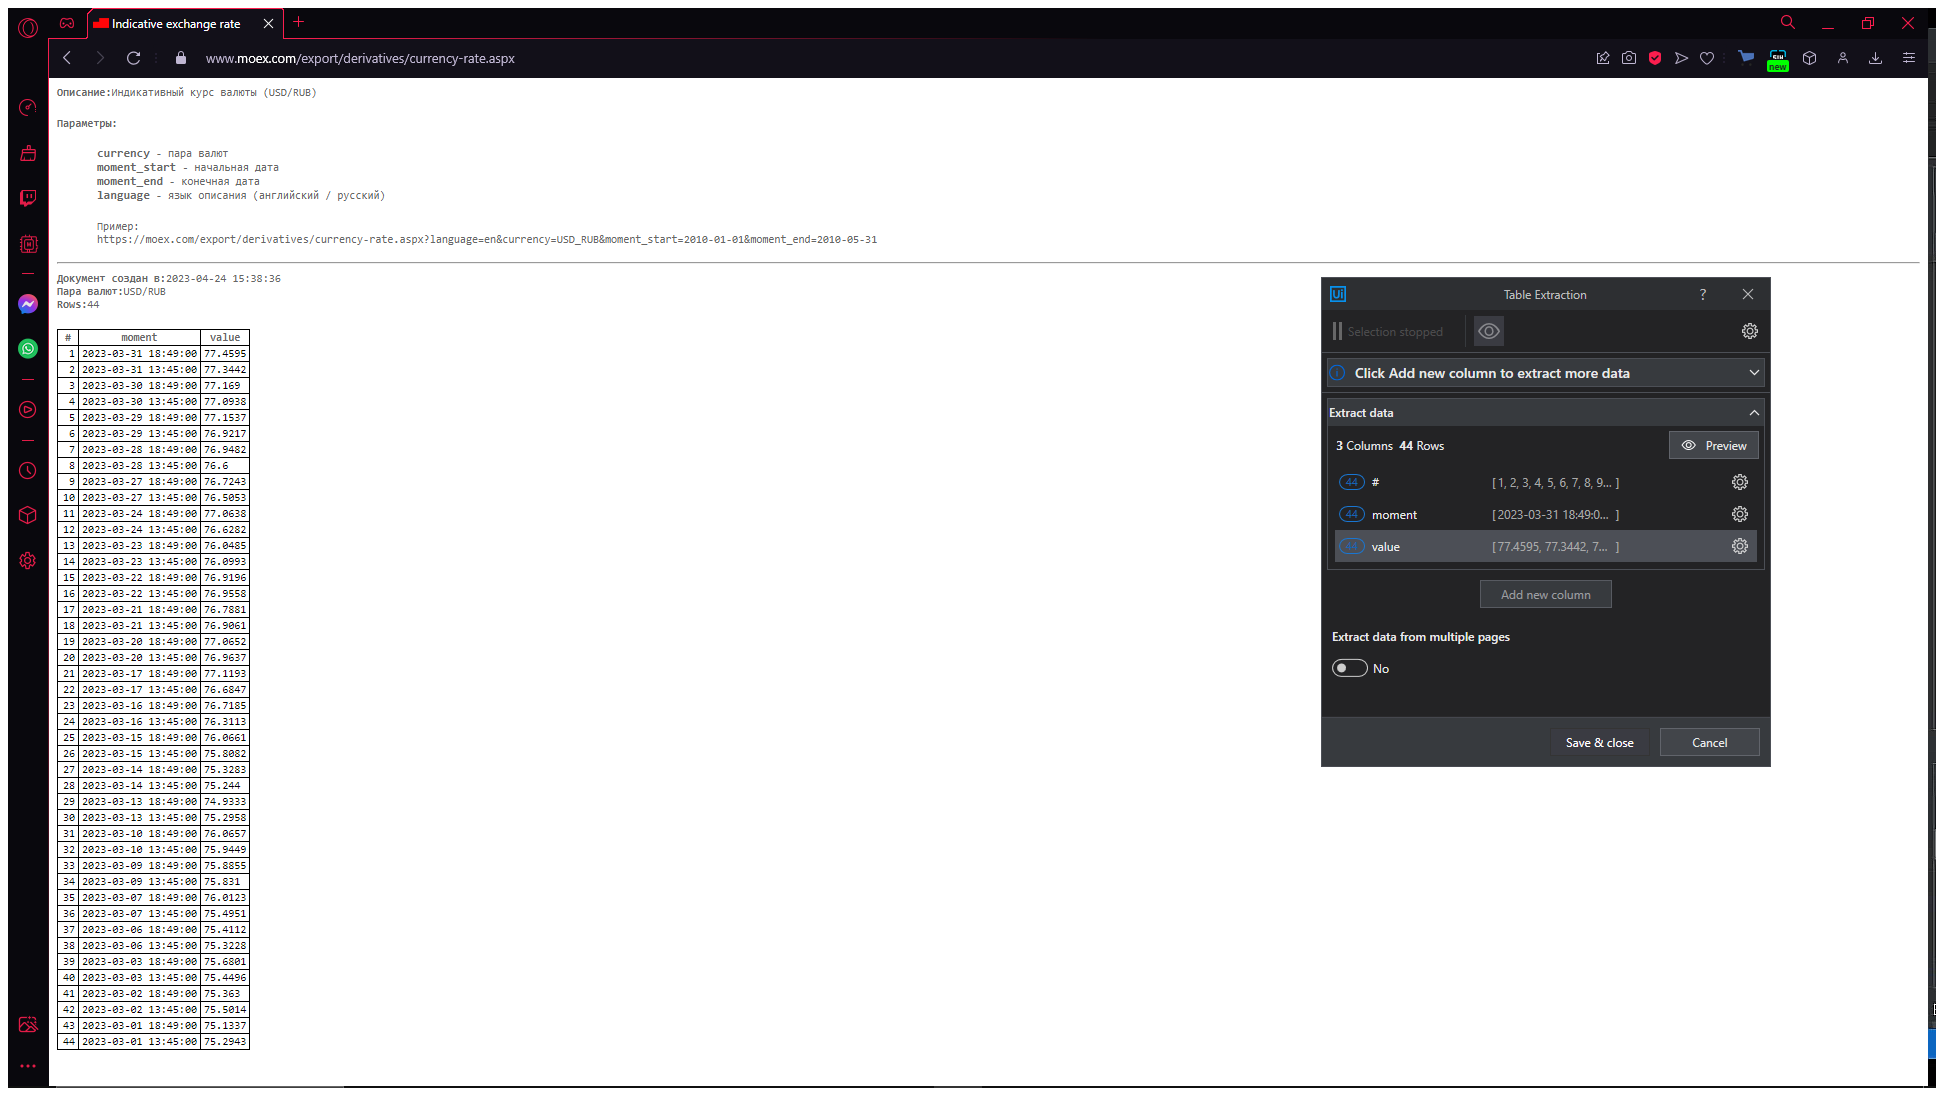 Indicative exchange rate
www.moex.com/export/derivatives/currency-rate.aspx
new
Описание:Индикативный курс валюты (USD/RUB)
Параметры:
currency - пара валют
moment_start - начальная дата
moment_end - конечная дата
language - язык описания (английский / русский)
Пример:
https://moex.com/export/derivatives/currency-rate.aspx?language=en&currency=USD_RUB&moment_start=2010-01-01&moment_end=2010-05-31
Документ создан в:2023-04-24 15:38:36
Пара валют:USD/RUB
Rows:44
# moment value
1 2023-03-31 18:49:00 77.4595
2 2023-03-31 13:45:00 77.3442
3 2023-03-30 18:49:00 77.169
4 2023-03-30 13:45:00 77.0938
5 2023-03-29 18:49:00 77.1537
6 2023-03-29 13:45:00 76.9217
7 2023-03-28 18:49:00 76.9482
8 2023-03-28 13:45:00 76.6
9 2023-03-27 18:49:00 76.7243
10 2023-03-27 13:45:00 76.5053
11 2023-03-24 18:49:00 77.0638
12 2023-03-24 13:45:00 76.6282
13 2023-03-23 18:49:00 76.0485
14 2023-03-23 13:45:00 76.0993
15 2023-03-22 18:49:00 76.9196
16 2023-03-22 13:45:00 76.9558
17 2023-03-21 18:49:00 76.7881
18 2023-03-21 13:45:00 76.9061
19 2023-03-20 18:49:00 77.0652
20 2023-03-20 13:45:00 76.9637
21 2023-03-17 18:49:00 77.1193
22 2023-03-17 13:45:00 76.6847
23 2023-03-16 18:49:00 76.7185
24 2023-03-16 13:45:00 76.3113
25 2023-03-15 18:49:00 76.0661
26 2023-03-15 13:45:00 75.8082
27 2023-03-14 18:49:00 75.3283
28 2023-03-14 13:45:00 75.244
29 2023-03-13 18:49:00 74.9333
30 2023-03-13 13:45:00 75.2958
31 2023-03-10 18:49:00 76.0657
32 2023-03-10 13:45:00 75.9449
33 2023-03-09 18:49:00 75.8855
34 2023-03-09 13:45:00 75.831
35 2023-03-07 18:49:00 76.0123
36 2023-03-07 13:45:00 75.4951
37 2023-03-06 18:49:00 75.4112
38 2023-03-06 13:45:00 75.3228
39 2023-03-03 18:49:00 75.6801
40 2023-03-03 13:45:00 75.4496
41 2023-03-02 18:49:00 75.363
42 2023-03-02 13:45:00 75.5014
43 2023-03-01 18:49:00 75.1337
44 2023-03-01 13:45:00 75.2943
Ui Table Extraction ?
Selection stopped
Click Add new column to extract more data
Extract data
3 Columns 44 Rows Preview
44 # [ 1, 2, 3, 4, 5, 6, 7, 8, 9... ]
44 moment [ 2023-03-31 18:49:0... ]
44 value [ 77.4595, 77.3442, 7... ]
Add new column
Extract data from multiple pages
No
Save & close Cancel